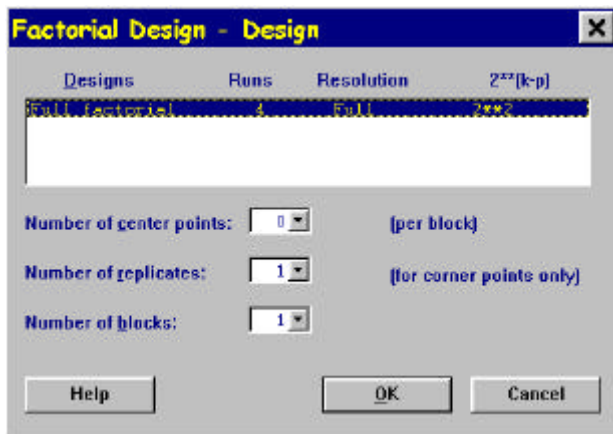 Factorial Design - Design
Designs Runs Resolution 2**(k-p)
Full factorial 4 Full 2**2
Number of center points: 0 (per block)
Number of replicates: 1 (for corner points only)
Number of blocks: 1
Help OK Cancel